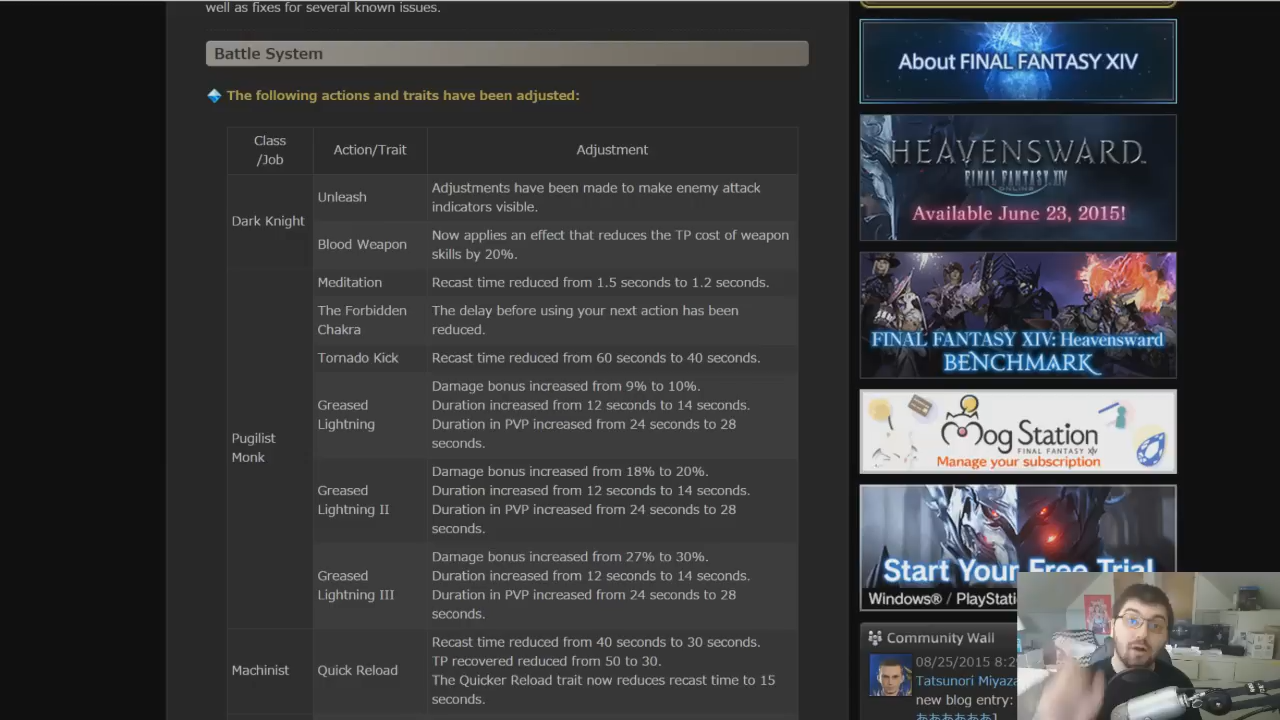 well as fixes for several known issues.
Battle System
The following actions and traits have been adjusted:
Class
/Job
Action/Trait
Adjustment
Dark Knight
Unleash
Adjustments have been made to make enemy attack
indicators visible.
Blood Weapon
Now applies an effect that reduces the TP cost of weapon
skills by 20%.
Pugilist
Monk
Meditation
Recast time reduced from 1.5 seconds to 1.2 seconds.
The Forbidden
Chakra
The delay before using your next action has been
reduced.
Tornado Kick
Recast time reduced from 60 seconds to 40 seconds.
Greased
Lightning
Damage bonus increased from 9% to 10%.
Duration increased from 12 seconds to 14 seconds.
Duration in PVP increased from 24 seconds to 28
seconds.
Greased
Lightning II
Damage bonus increased from 18% to 20%.
Duration increased from 12 seconds to 14 seconds.
Duration in PVP increased from 24 seconds to 28
seconds.
Greased
Lightning III
Damage bonus increased from 27% to 30%.
Duration increased from 12 seconds to 14 seconds.
Duration in PVP increased from 24 seconds to 28
seconds.
Machinist
Quick Reload
Recast time reduced from 40 seconds to 30 seconds.
TP recovered reduced from 50 to 30.
The Quicker Reload trait now reduces recast time to 15
seconds.
About FINAL FANTASY XIV
HEAVENSWARD
FINAL FANTASY XIV
ONLINE
Available June 23, 2015!
FINAL FANTASY XIV: Heavensward
BENCHMARK
Mog Station
FINAL FANTASY XIV
Manage your subscription
Start Your Free Trial
Windows® / PlayStati
Community Wall
08/25/2015 8:2
Tatsunori Miyaza
new blog entry: